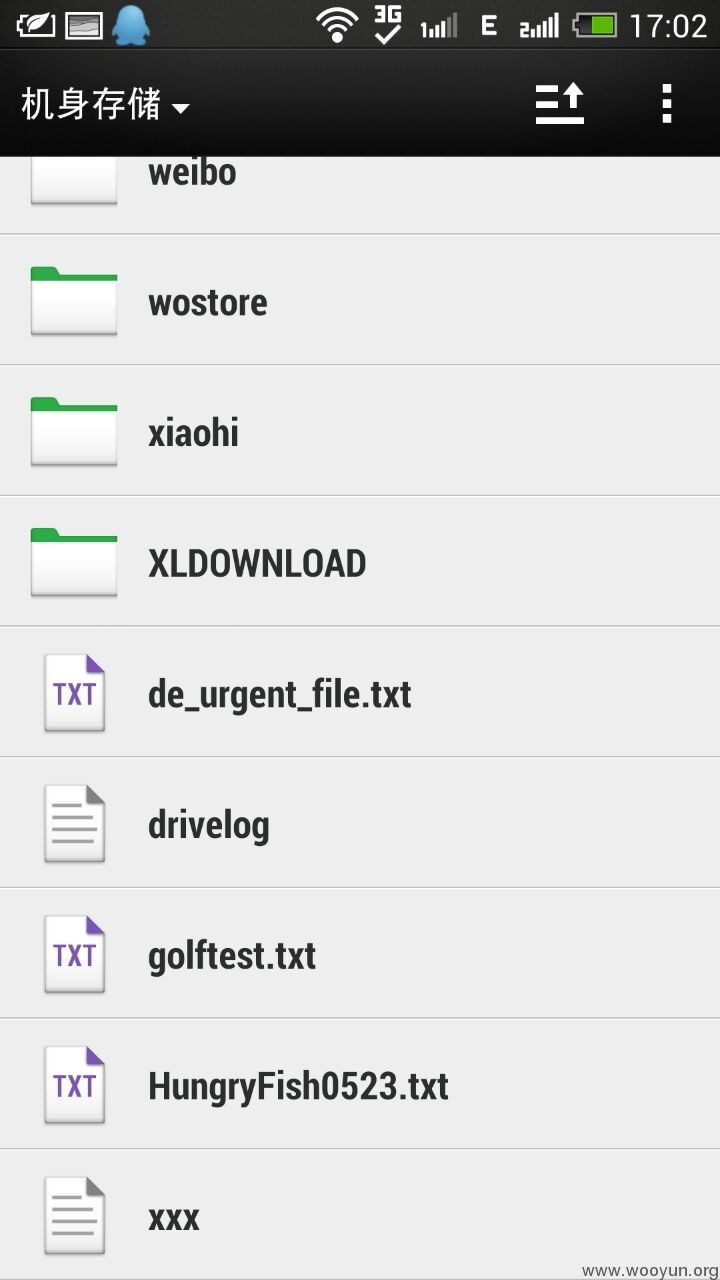 3G
E
17:02
机身存储
weibo
wostore
xiaohi
XLDOWNLOAD
TXT
de_urgent_file.txt
drivelog
TXT
golftest.txt
TXT
HungryFish0523.txt
xxx
www.wooyun.org